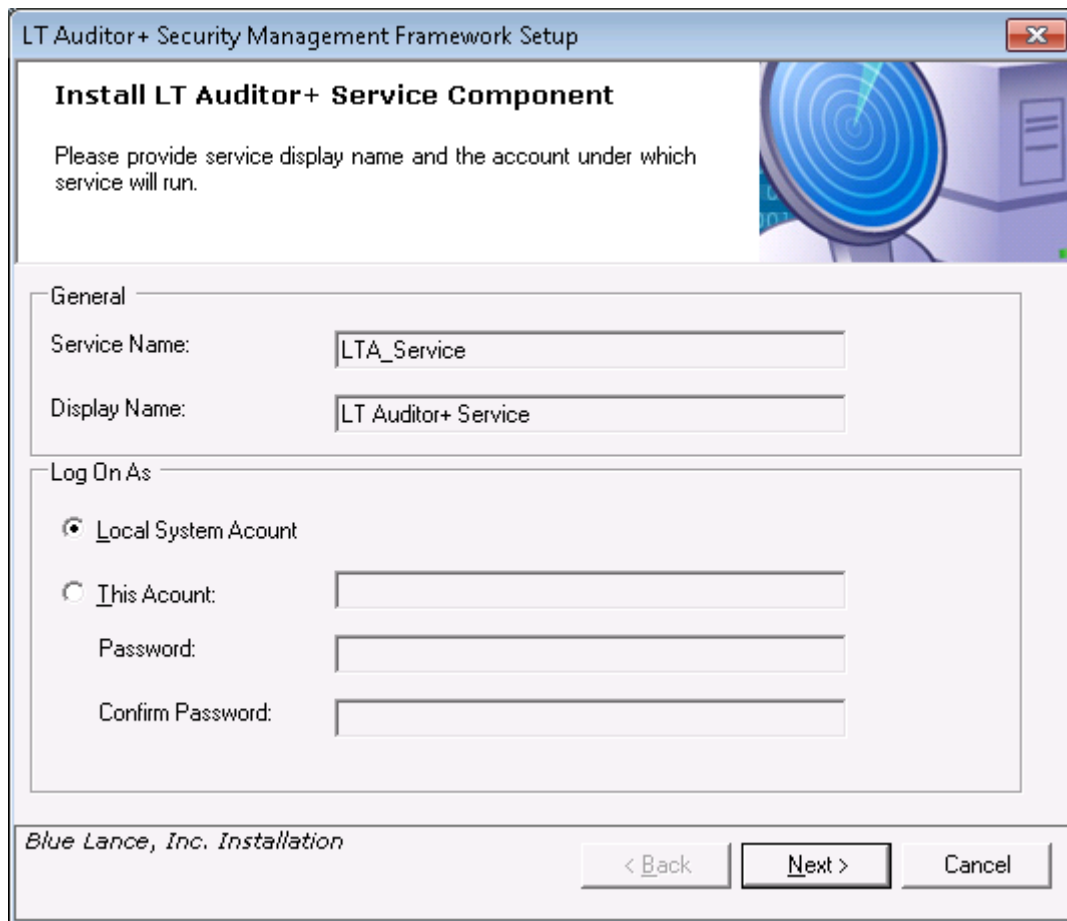 LT Auditor+ Security Management Framework Setup
Install LT Auditor+ Service Component
Please provide service display name and the account under which
service will run.
General
Service Name:
LTA_Service
Display Name:
LT Auditor+ Service
Log On As
Local System Acount
This Acount:
Password:
Confirm Password:
Blue Lance, Inc. Installation
< Back
Next >
Cancel